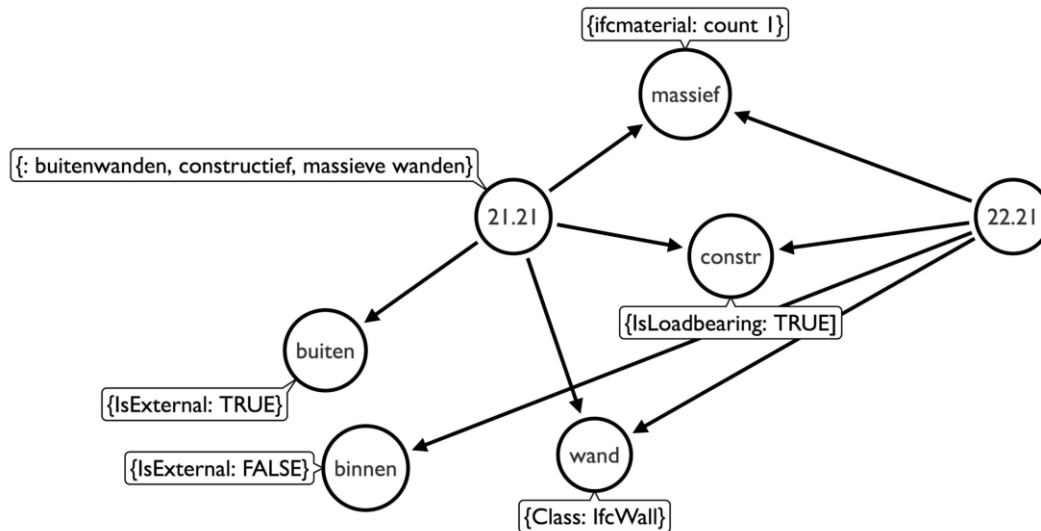 {ifcmaterial: count 1}
massief
{: buitenwanden, constructief, massieve wanden}
21.21
22.21
constr
{IsLoadbearing: TRUE]
buiten
{IsExternal: TRUE}
{IsExternal: FALSE}
binnen
wand
{Class: IfcWall}